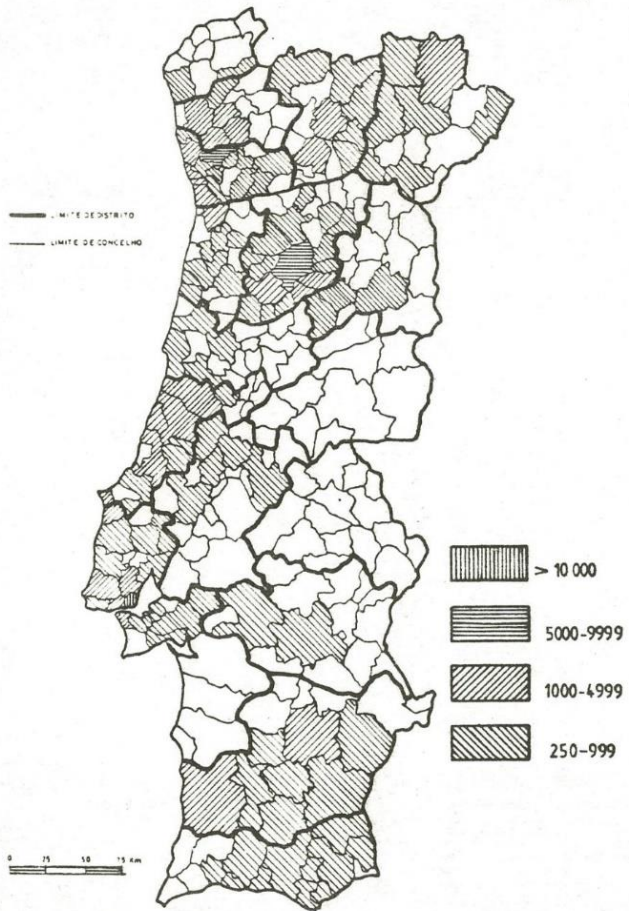 LIMITE DE DISTRITO
LIMITE DE CONCELHO
> 10 000
5000-9999
1000-4999
250-999
0 25 50 75 Km